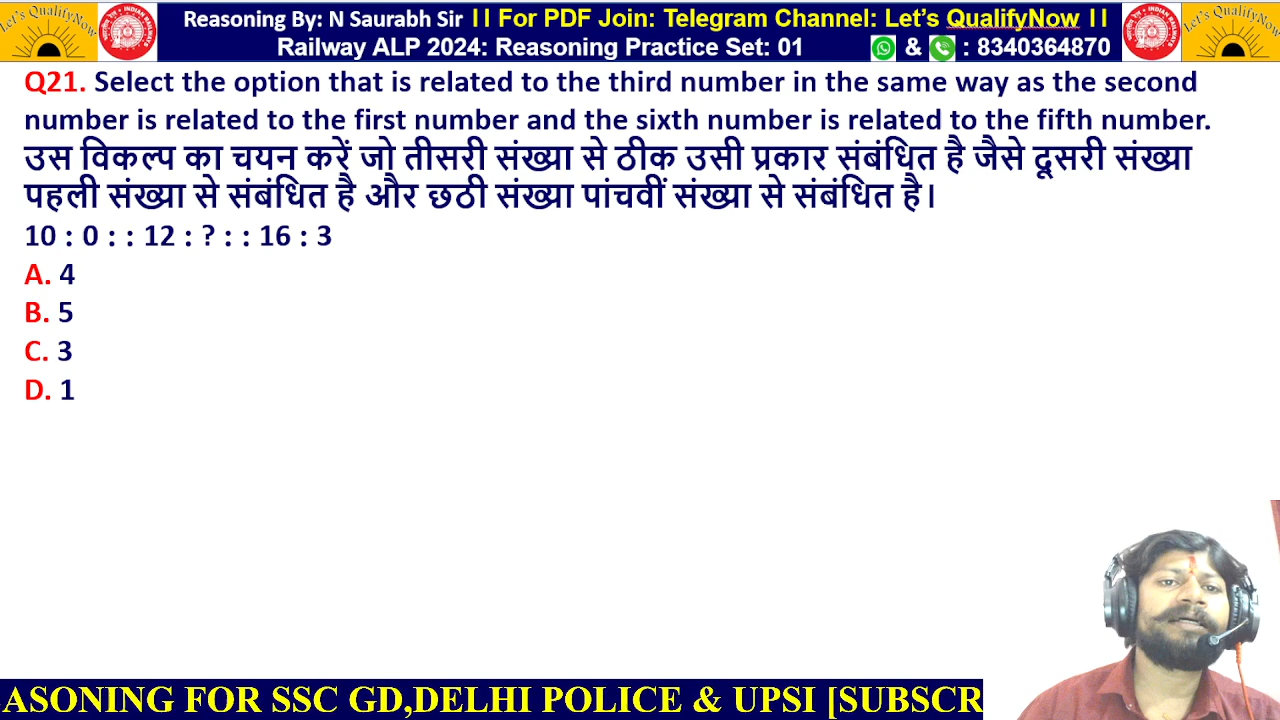 Let's QualifyNow
Reasoning By: N Saurabh Sir II For PDF Join: Telegram Channel: Let's QualifyNow II
Railway ALP 2024: Reasoning Practice Set: 01 & : 8340364870
Let's QualifyNow
Q21. Select the option that is related to the third number in the same way as the second
number is related to the first number and the sixth number is related to the fifth number.
उस विकल्प का चयन करें जो तीसरी संख्या से ठीक उसी प्रकार संबंधित है जैसे दूसरी संख्या
पहली संख्या से संबंधित है और छठी संख्या पांचवीं संख्या से संबंधित है।
10 : 0 : : 12 : ? : : 16 : 3
A. 4
B. 5
C. 3
D. 1
ASONING FOR SSC GD,DELHI POLICE & UPSI [SUBSCR